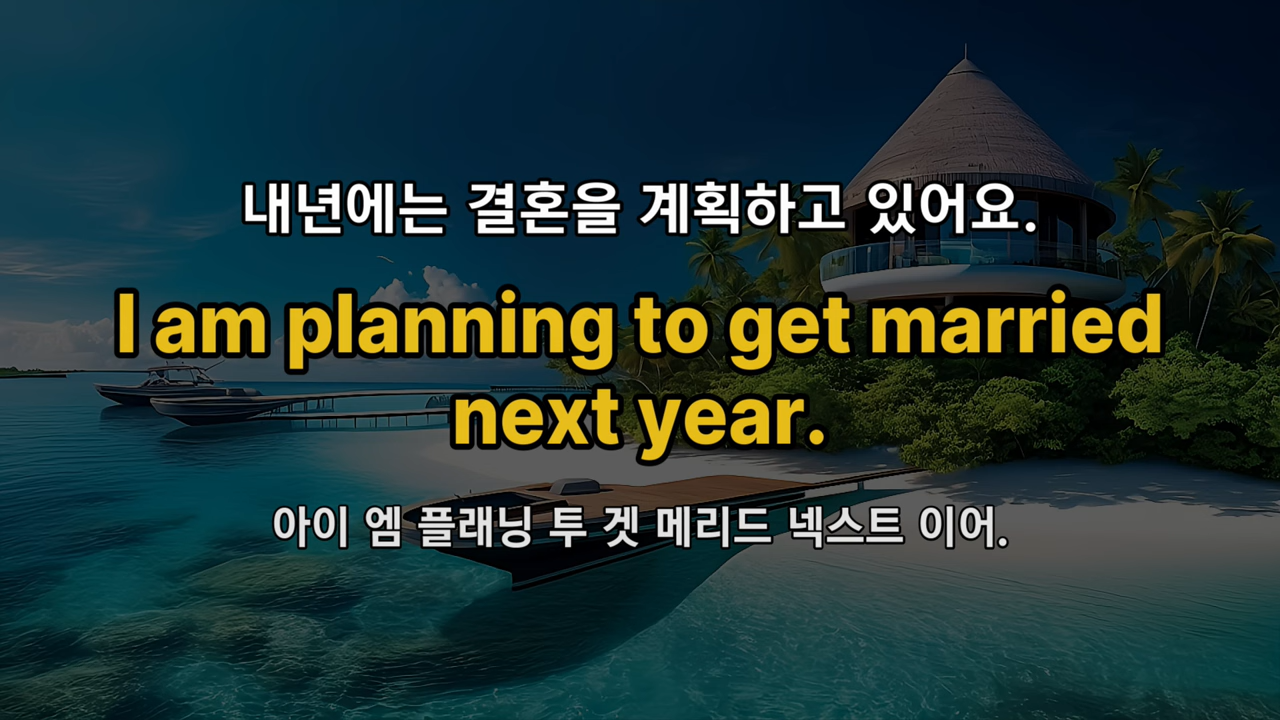 내년에는 결혼을 계획하고 있어요.
I am planning to get married
next year.
아이 엠 플래닝 투 겟 메리드 넥스트 이어.